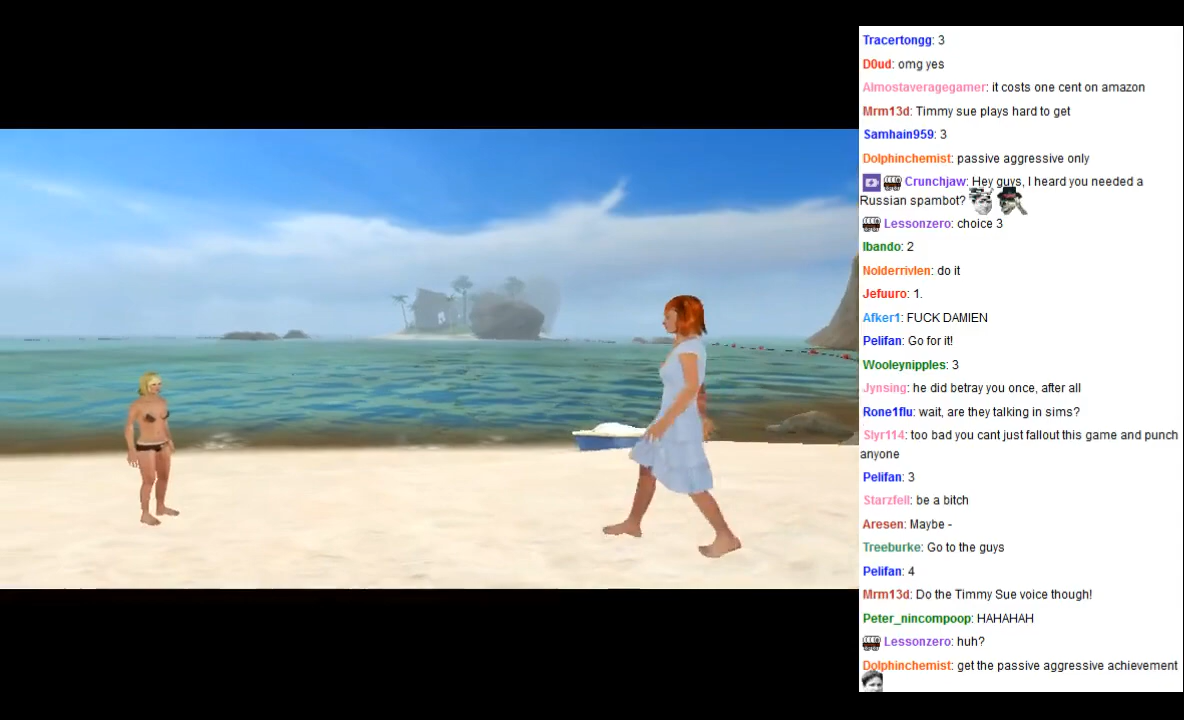 Tracertongg: 3
D0ud: omg yes
Almostaveragegamer: it costs one cent on amazon
Mrm13d: Timmy sue plays hard to get
Samhain959: 3
Dolphinchemist: passive aggressive only
Crunchjaw: Hey guys, I heard you needed a
Russian spambot?
Lessonzero: choice 3
Ibando: 2
Nolderrivlen: do it
Jefuuro: 1.
Afker1: FUCK DAMIEN
Pelifan: Go for it!
Wooleynipples: 3
Jynsing: he did betray you once, after all
Rone1flu: wait, are they talking in sims?
Slyr114: too bad you cant just fallout this game and punch
anyone
Pelifan: 3
Starzfell: be a bitch
Aresen: Maybe -
Treeburke: Go to the guys
Pelifan: 4
Mrm13d: Do the Timmy Sue voice though!
Peter_nincompoop: HAHAHAH
Lessonzero: huh?
Dolphinchemist: get the passive aggressive achievement